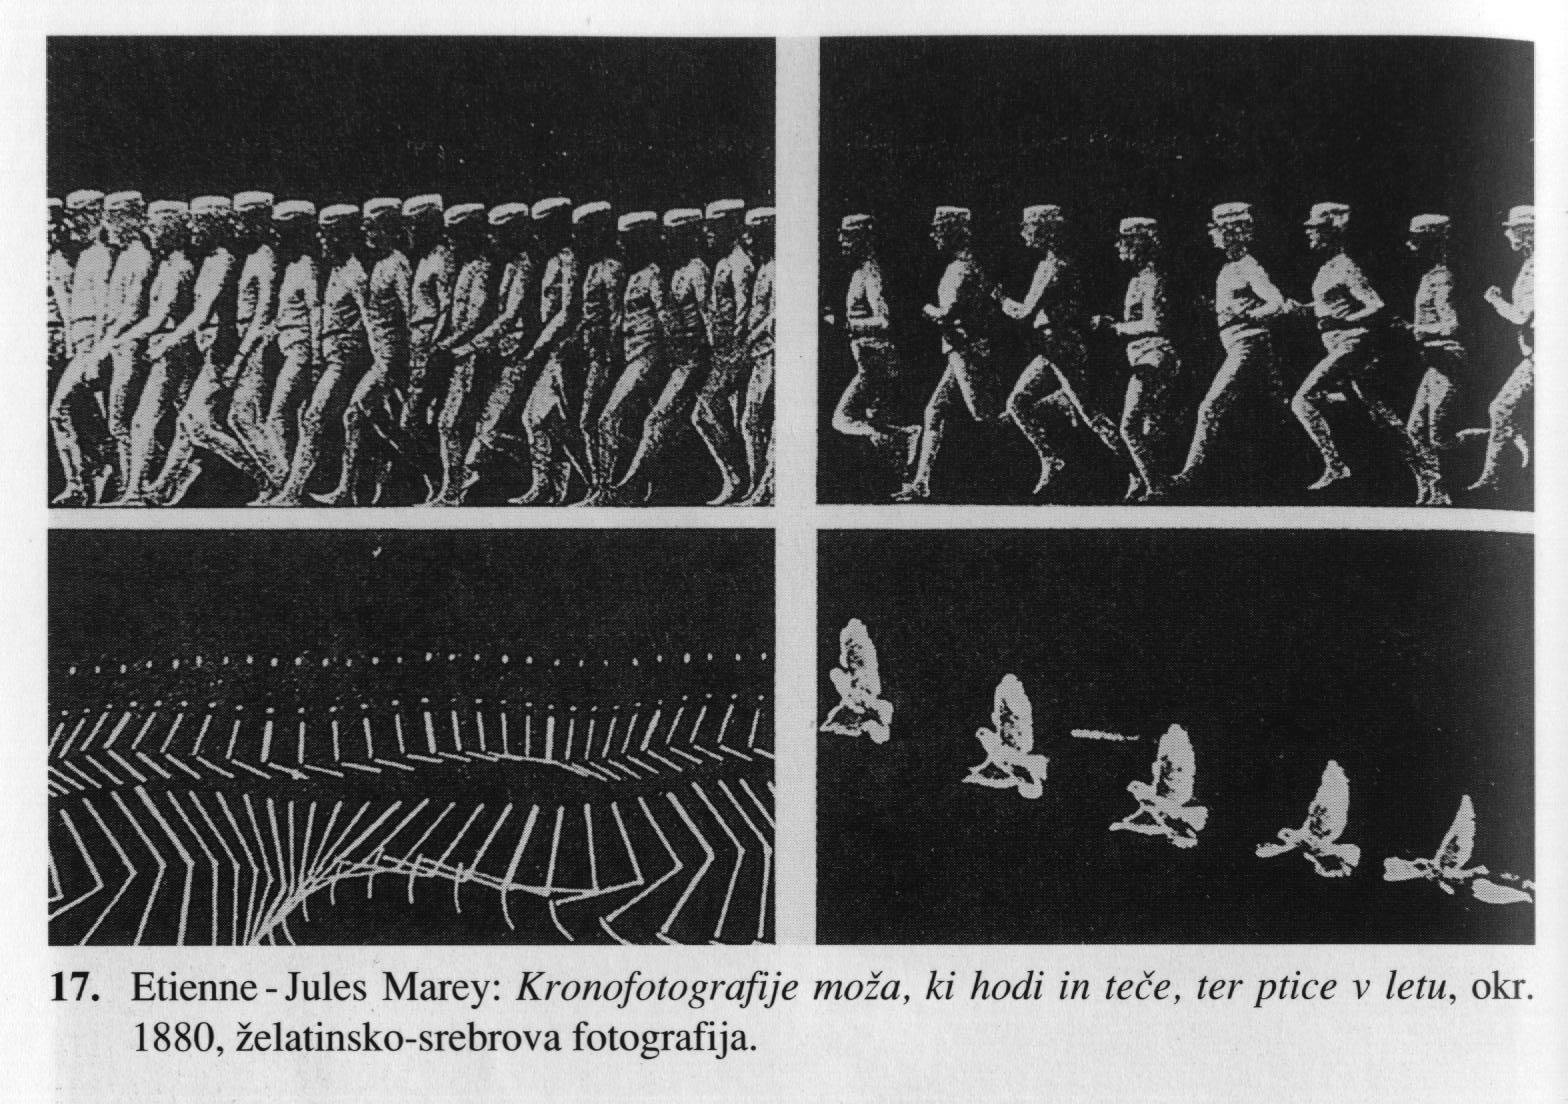 17. Etienne - Jules Marey: Kronofotografije moža, ki hodi in teče, ter ptice v letu, okr.
1880, želatinsko-srebrova fotografija.